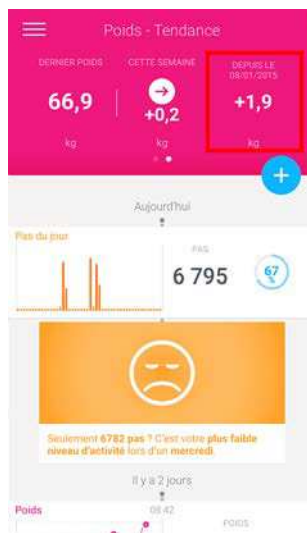 Poids - Tendance
DERNIER POIDS
CETTE SEMAINE
DEPUIS LE
08/01/2015
66,9
+0,2
+1,9
kg
kg
kg
+
Aujourd'hui
Pas du jour
PAS
6 795
67
%
Seulement 6782 pas ? C'est votre plus faible
niveau d'activité lors d'un mercredi.
Il y a 2 jours
Poids
08:42
POIDS